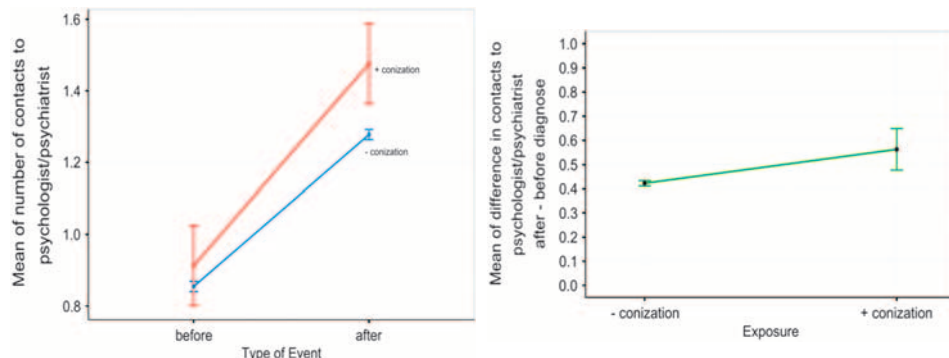 Mean of number of contacts to
psychologist/psychiatrist
1.6
1.4
1.2
1.0
0.8
+ conization
- conization
before
after
Type of Event
Mean of difference in contacts to
psychologist/psychiatrist
after - before diagnose
1.0
0.9
0.8
0.7
0.6
0.5
0.4
0.3
0.2
0.1
0.0
- conization
+ conization
Exposure